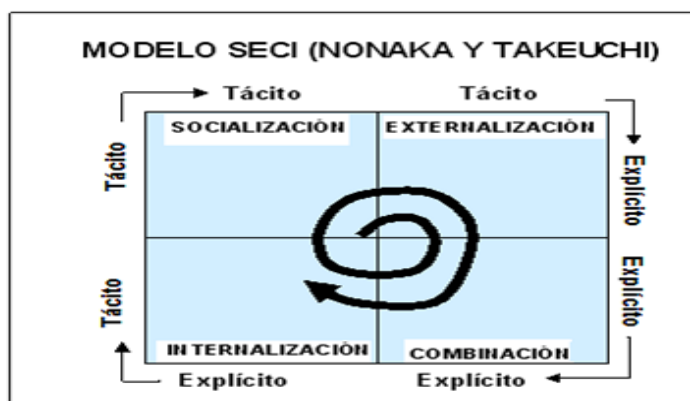 MODELO SECI (NONAKA Y TAKEUCHI)
Tácito Tácito
SOCIALIZACIÒN EXTERNALIZACIÒN
Tácito Explícito
Tácito Explícito
INTERNALIZACIÒN COMBINACIÒN
Explícito Explícito